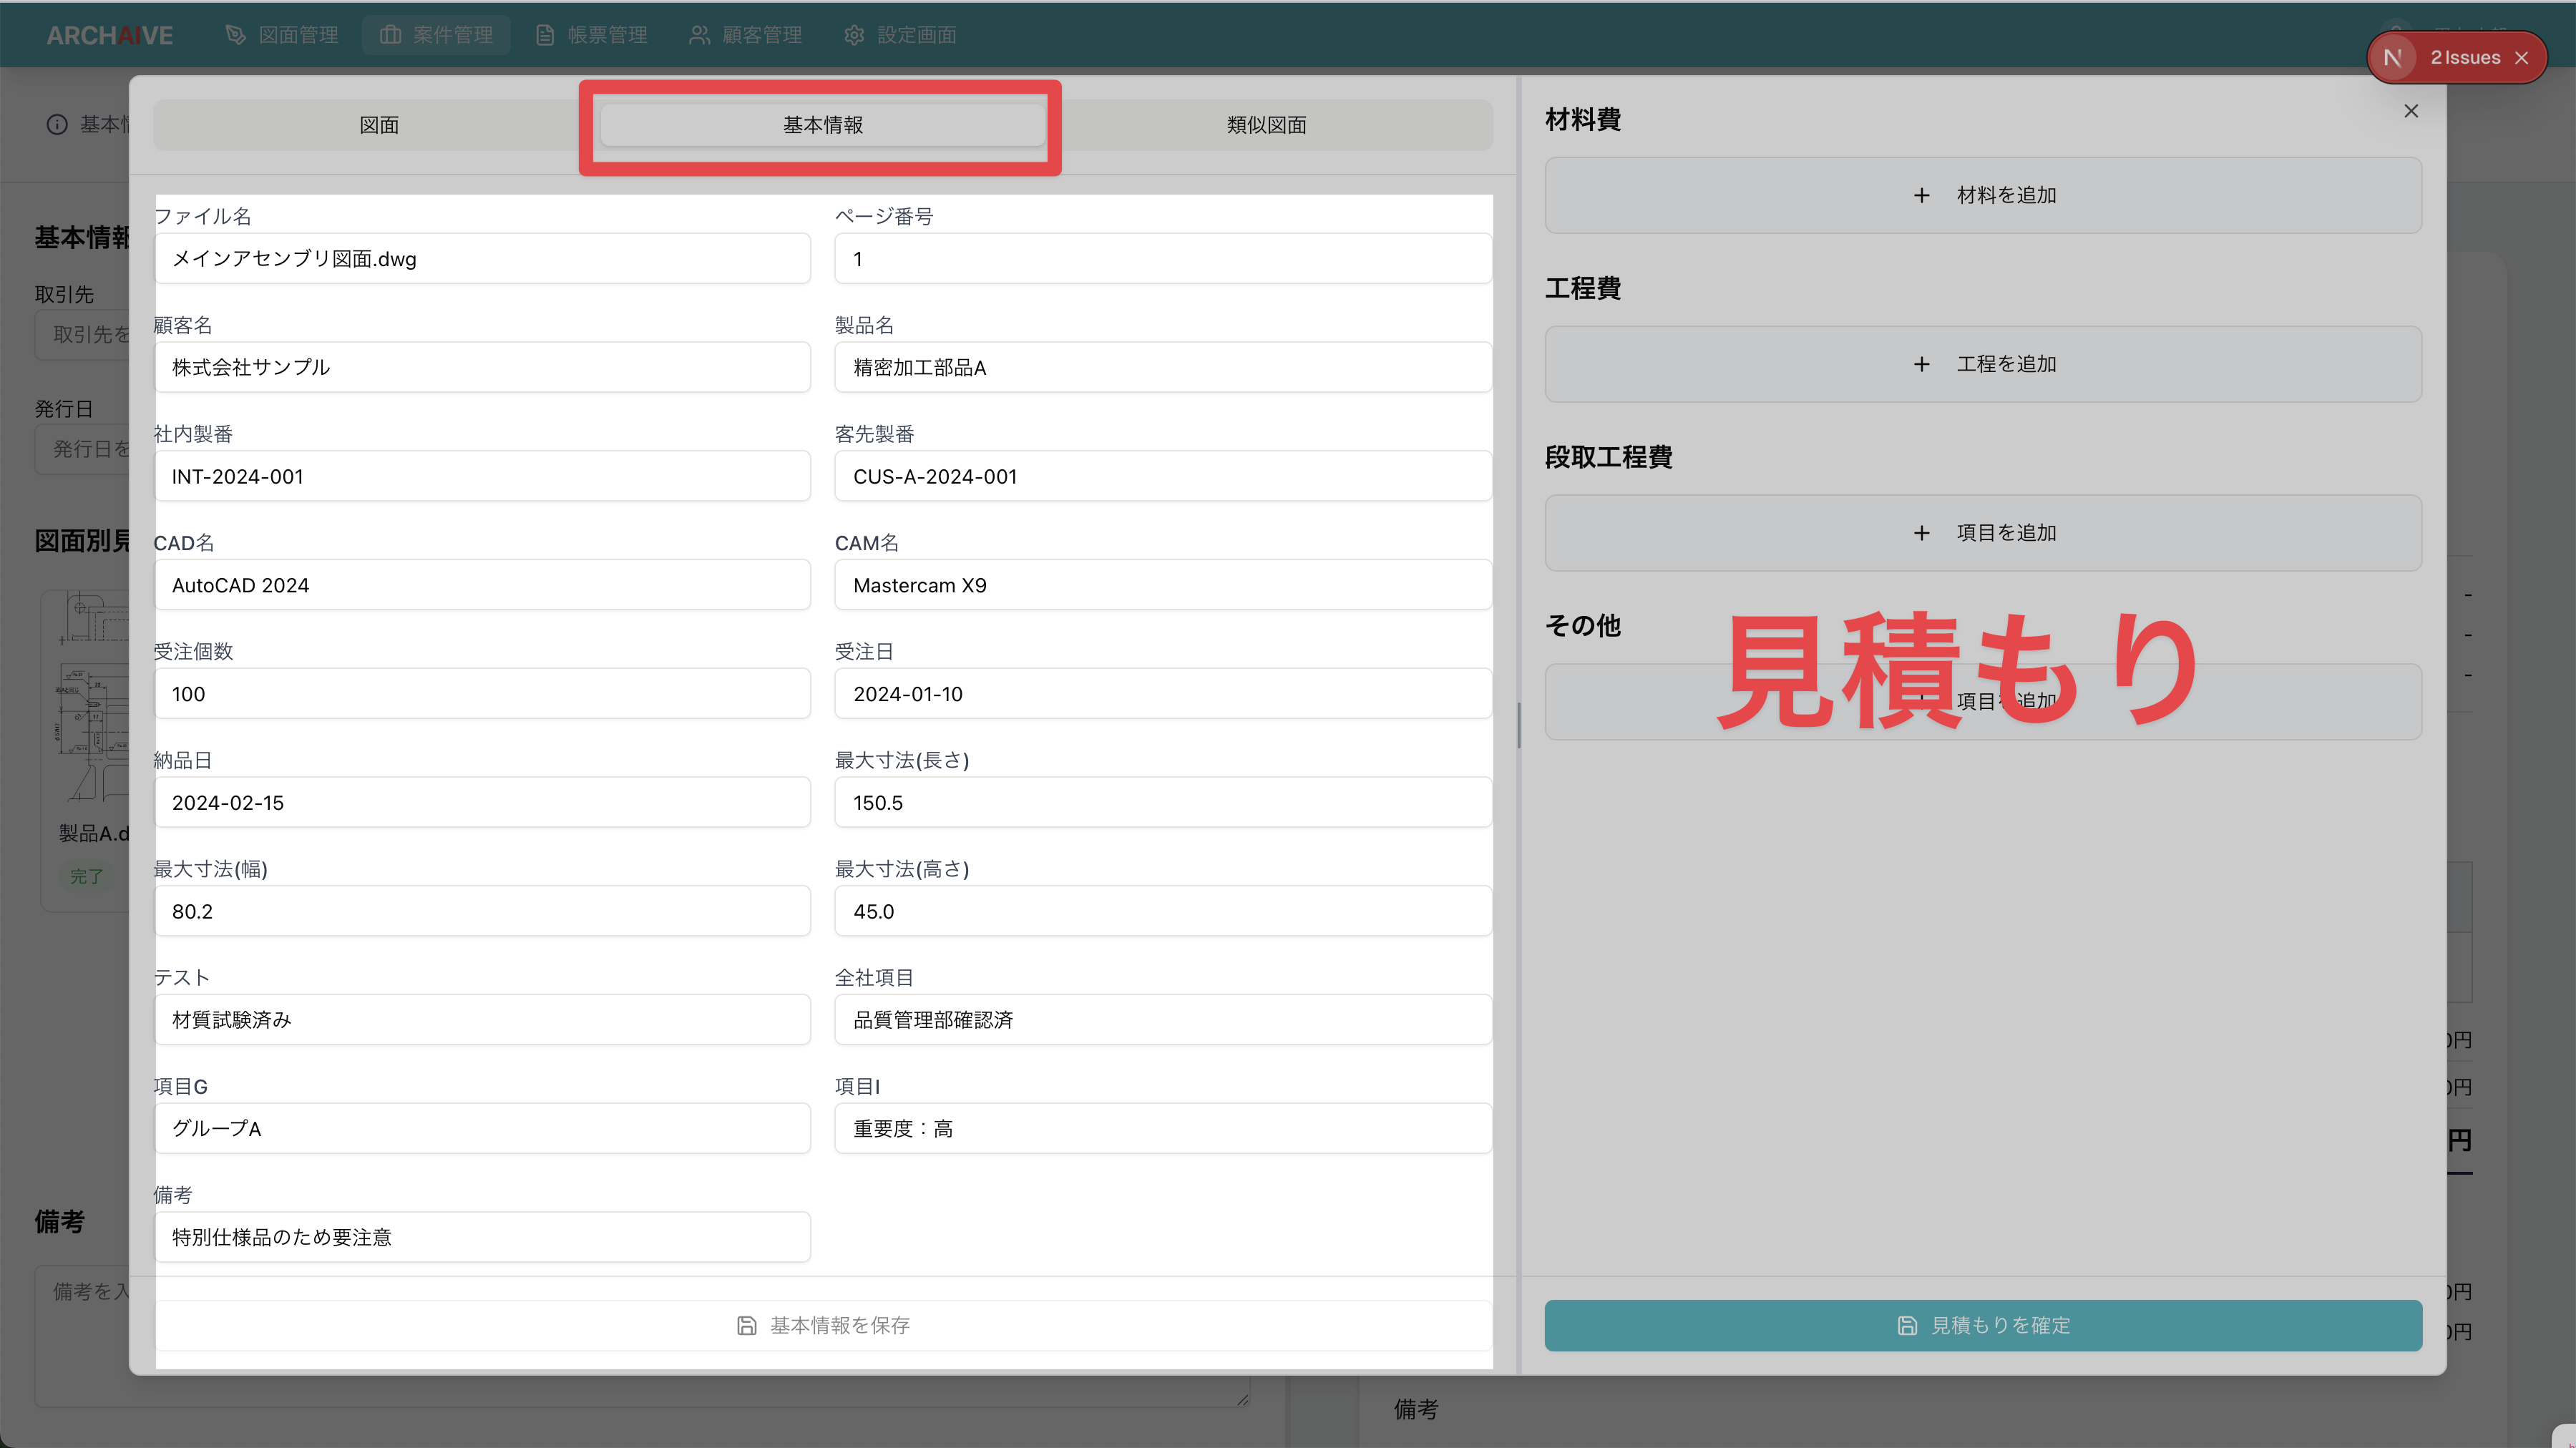 ARCHAIVE
図面管理
案件管理
帳票管理
顧客管理
設定画面
2 Issues
基本情
図面
基本情報
類似図面
基本情報
取引先
取引先を
発行日
発行日を
図面別見
製品A.d
完了
備考
備考を入
ファイル名
メインアセンブリ図面.dwg
ページ番号
1
顧客名
株式会社サンプル
製品名
精密加工部品A
社内製番
INT-2024-001
客先製番
CUS-A-2024-001
CAD名
AutoCAD 2024
CAM名
Mastercam X9
受注個数
100
受注日
2024-01-10
納品日
2024-02-15
最大寸法(長さ)
150.5
最大寸法(幅)
80.2
最大寸法(高さ)
45.0
テスト
材質試験済み
全社項目
品質管理部確認済
項目G
グループA
項目I
重要度：高
備考
特別仕様品のため要注意
基本情報を保存
材料費
材料を追加
工程費
工程を追加
段取工程費
項目を追加
その他
項目を追加
見積もり
見積もりを確定
-
-
-
0円
0円
円
0円
0円
備考